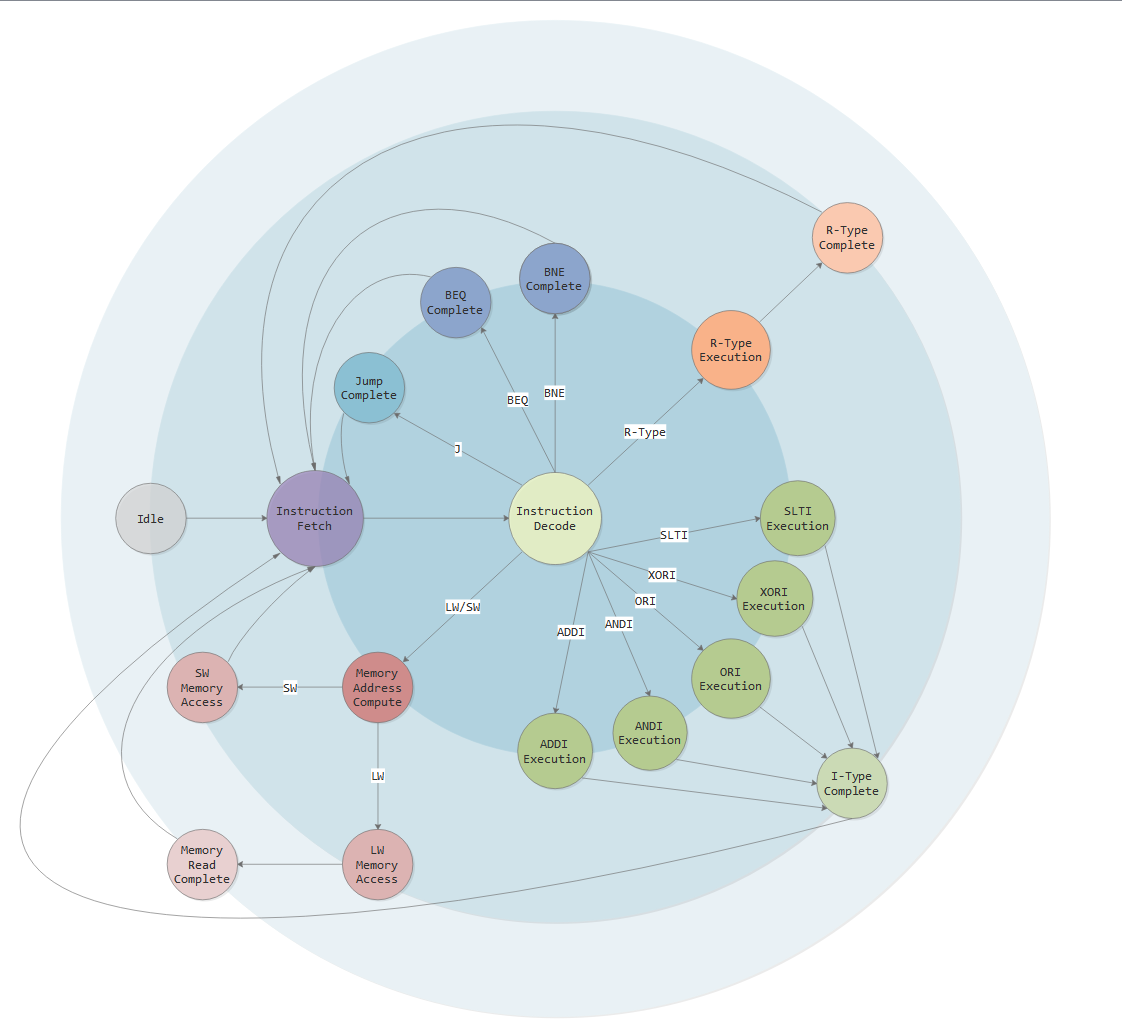 R-Type
Complete
BNE
Complete
BEQ
Complete
R-Type
Execution
Jump
Complete
BEQ
BNE
R-Type
J
Idle
Instruction
Fetch
Instruction
Decode
SLTI
Execution
SLTI
XORI
XORI
Execution
ORI
LW/SW
ADDI
ANDI
SW
Memory
Access
SW
Memory
Address
Compute
ORI
Execution
ANDI
Execution
ADDI
Execution
LW
I-Type
Complete
Memory
Read
Complete
LW
Memory
Access